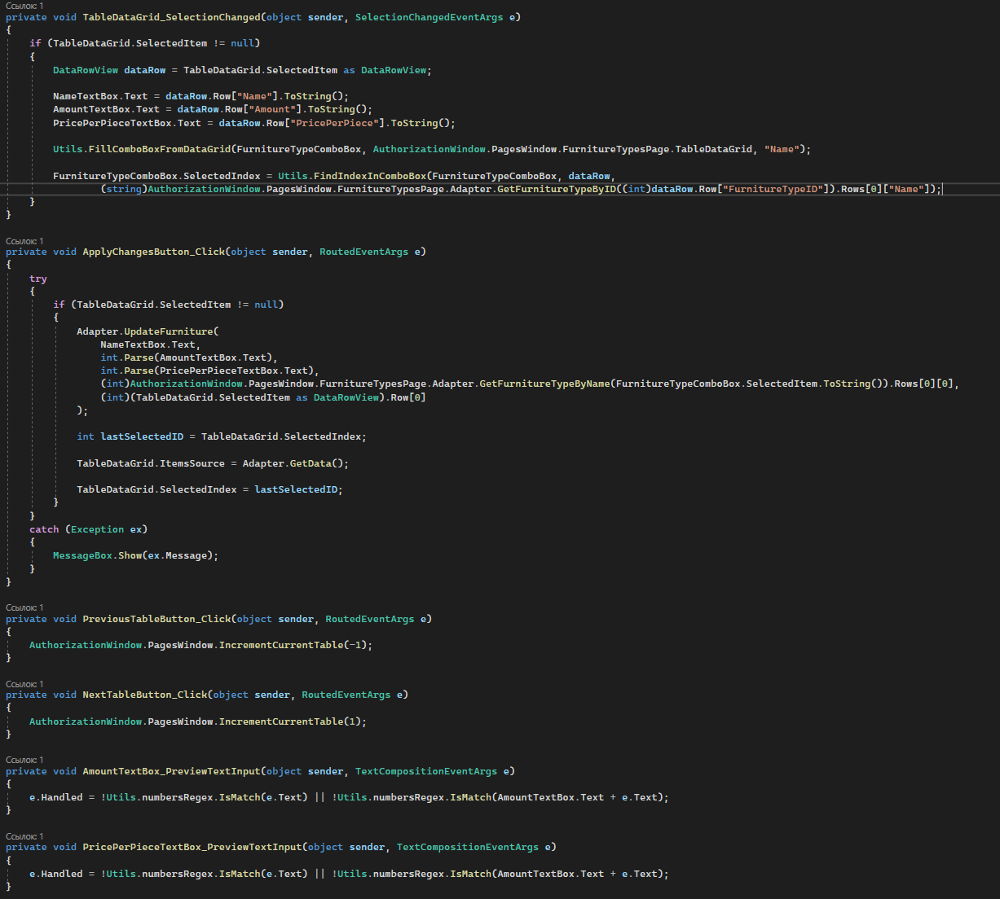 Ссылок: 1
private void TableDataGrid_SelectionChanged(object sender, SelectionChangedEventArgs e)
{
    if (TableDataGrid.SelectedItem != null)
    {
        DataRowView dataRow = TableDataGrid.SelectedItem as DataRowView;

        NameTextBox.Text = dataRow.Row["Name"].ToString();
        AmountTextBox.Text = dataRow.Row["Amount"].ToString();
        PricePerPieceTextBox.Text = dataRow.Row["PricePerPiece"].ToString();

        Utils.FillComboBoxFromDataGrid(FurnitureTypeComboBox, AuthorizationWindow.PagesWindow.FurnitureTypesPage.TableDataGrid, "Name");

        FurnitureTypeComboBox.SelectedIndex = Utils.FindIndexInComboBox(FurnitureTypeComboBox, dataRow,
                (string)AuthorizationWindow.PagesWindow.FurnitureTypesPage.Adapter.GetFurnitureTypeByID((int)dataRow.Row["FurnitureTypeID"]).Rows[0]["Name"]);
    }
}

Ссылок: 1
private void ApplyChangesButton_Click(object sender, RoutedEventArgs e)
{
    try
    {
        if (TableDataGrid.SelectedItem != null)
        {
            Adapter.UpdateFurniture(
                NameTextBox.Text,
                int.Parse(AmountTextBox.Text),
                int.Parse(PricePerPieceTextBox.Text),
                (int)AuthorizationWindow.PagesWindow.FurnitureTypesPage.Adapter.GetFurnitureTypeByName(FurnitureTypeComboBox.SelectedItem.ToString()).Rows[0][0],
                (int)(TableDataGrid.SelectedItem as DataRowView).Row[0]
            );

            int lastSelectedID = TableDataGrid.SelectedIndex;

            TableDataGrid.ItemsSource = Adapter.GetData();

            TableDataGrid.SelectedIndex = lastSelectedID;
        }
    }
    catch (Exception ex)
    {
        MessageBox.Show(ex.Message);
    }
}

Ссылок: 1
private void PreviousTableButton_Click(object sender, RoutedEventArgs e)
{
    AuthorizationWindow.PagesWindow.IncrementCurrentTable(-1);
}

Ссылок: 1
private void NextTableButton_Click(object sender, RoutedEventArgs e)
{
    AuthorizationWindow.PagesWindow.IncrementCurrentTable(1);
}

Ссылок: 1
private void AmountTextBox_PreviewTextInput(object sender, TextCompositionEventArgs e)
{
    e.Handled = !Utils.numbersRegex.IsMatch(e.Text) || !Utils.numbersRegex.IsMatch(AmountTextBox.Text + e.Text);
}

Ссылок: 1
private void PricePerPieceTextBox_PreviewTextInput(object sender, TextCompositionEventArgs e)
{
    e.Handled = !Utils.numbersRegex.IsMatch(e.Text) || !Utils.numbersRegex.IsMatch(AmountTextBox.Text + e.Text);
}